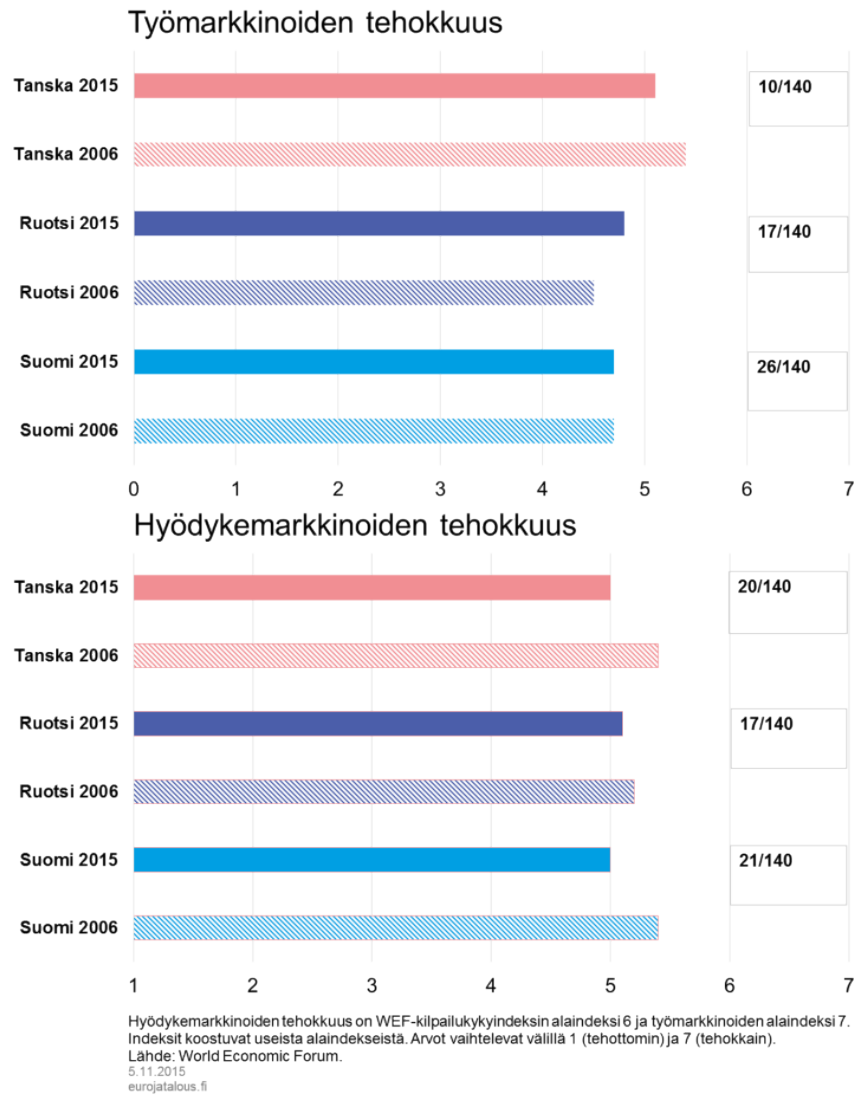 Työmarkkinoiden tehokkuus
Tanska 2015
10/140
Tanska 2006
Ruotsi 2015
17/140
Ruotsi 2006
Suomi 2015
26/140
Suomi 2006
0 1 2 3 4 5 6 7
Hyödykemarkkinoiden tehokkuus
Tanska 2015
20/140
Tanska 2006
Ruotsi 2015
17/140
Ruotsi 2006
Suomi 2015
21/140
Suomi 2006
1 2 3 4 5 6 7
Hyödykemarkkinoiden tehokkuus on WEF-kilpailukykyindeksin alaindeksi 6 ja työmarkkinoiden alaindeksi 7.
Indeksit koostuvat useista alaindekseistä. Arvot vaihtelevat välillä 1 (tehottomin) ja 7 (tehokkain).
Lähde: World Economic Forum.
5.11.2015
eurojatalous.fi